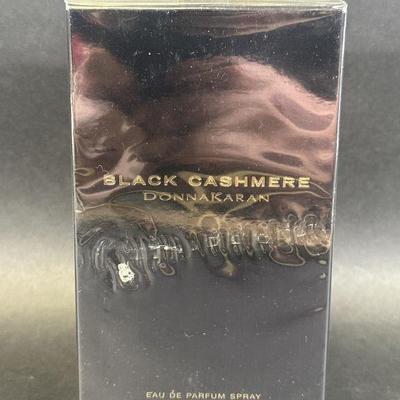 BLACK CASHMERE
DONNAKARAN
EAU DE PARFUM SPRAY